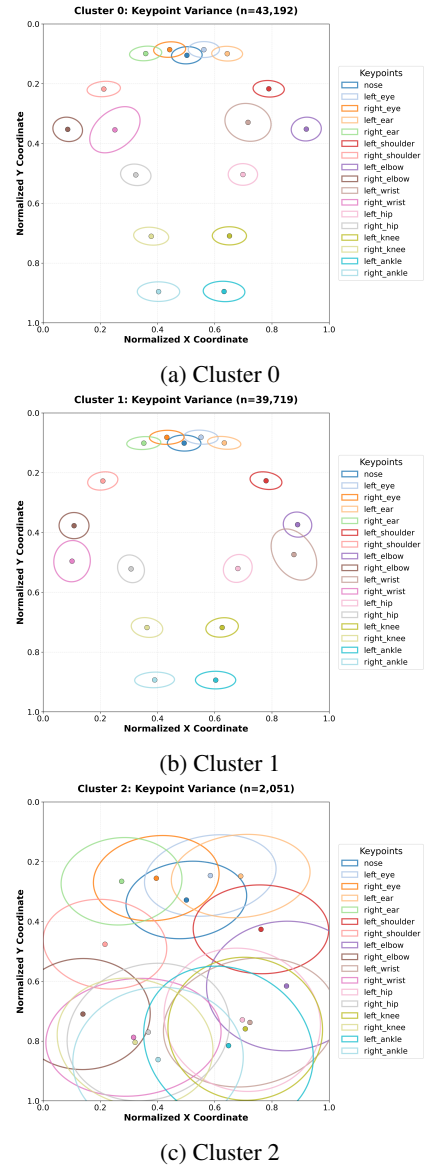 Cluster 0: Keypoint Variance (n=43,192)
0.0
0.2
0.4
0.6
0.8
1.0
Normalized Y Coordinate
0.0 0.2 0.4 0.6 0.8 1.0
Normalized X Coordinate
Keypoints
nose
left_eye
right_eye
left_ear
right_ear
left_shoulder
right_shoulder
left_elbow
right_elbow
left_wrist
right_wrist
left_hip
right_hip
left_knee
right_knee
left_ankle
right_ankle
(a) Cluster 0
Cluster 1: Keypoint Variance (n=39,719)
0.0
0.2
0.4
0.6
0.8
1.0
Normalized Y Coordinate
0.0 0.2 0.4 0.6 0.8 1.0
Normalized X Coordinate
Keypoints
nose
left_eye
right_eye
left_ear
right_ear
left_shoulder
right_shoulder
left_elbow
right_elbow
left_wrist
right_wrist
left_hip
right_hip
left_knee
right_knee
left_ankle
right_ankle
(b) Cluster 1
Cluster 2: Keypoint Variance (n=2,051)
0.0
0.2
0.4
0.6
0.8
1.0
Normalized Y Coordinate
0.0 0.2 0.4 0.6 0.8 1.0
Normalized X Coordinate
Keypoints
nose
left_eye
right_eye
left_ear
right_ear
left_shoulder
right_shoulder
left_elbow
right_elbow
left_wrist
right_wrist
left_hip
right_hip
left_knee
right_knee
left_ankle
right_ankle
(c) Cluster 2